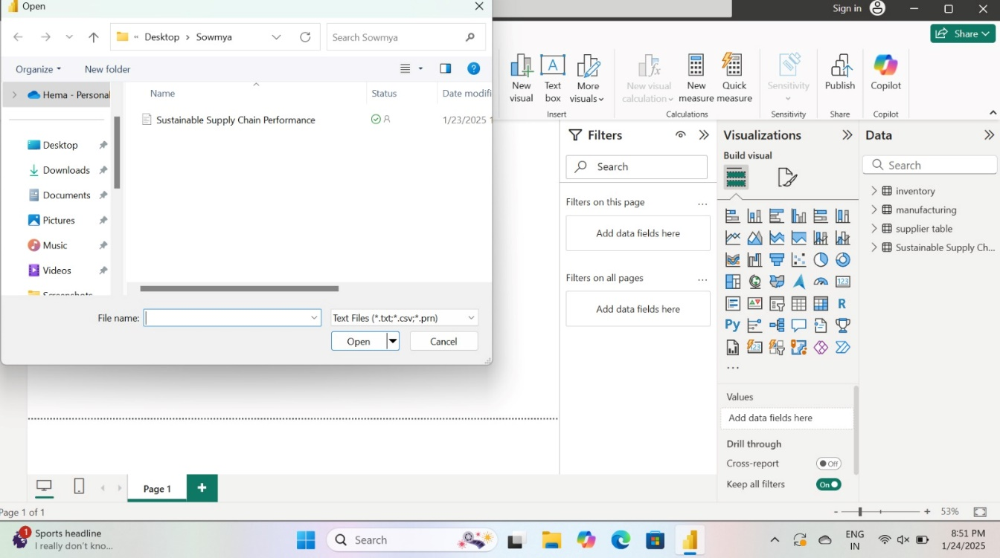 Open
Sign in
Desktop > Sowmya
Search Sowmya
Share
Organize
New folder
Hema - Personal
Name
Status
Date modifi
Sustainable Supply Chain Performance
1/23/2025 1
Desktop
Downloads
Documents
Pictures
Music
Videos
Screenshots
File name:
Text Files (*.txt;*.csv;*.prn)
Open
Cancel
New visual
A
Text box
More visuals
Insert
New visual calculation
New measure
Quick measure
Calculations
Sensitivity
Sensitivity
Publish
Share
Copilot
Copilot
Filters
Search
Filters on this page
...
Add data fields here
Filters on all pages
...
Add data fields here
Visualizations
Build visual
123
R
Py
123
...
Values
Add data fields here
Drill through
Cross-report
Off
Keep all filters
On
Data
Search
inventory
manufacturing
supplier table
Sustainable Supply Ch...
Page 1
+
Page 1 of 1
- + 53%
1
Sports headline
I really don't kno...
Search
ENG
IN
8:51 PM
1/24/2025